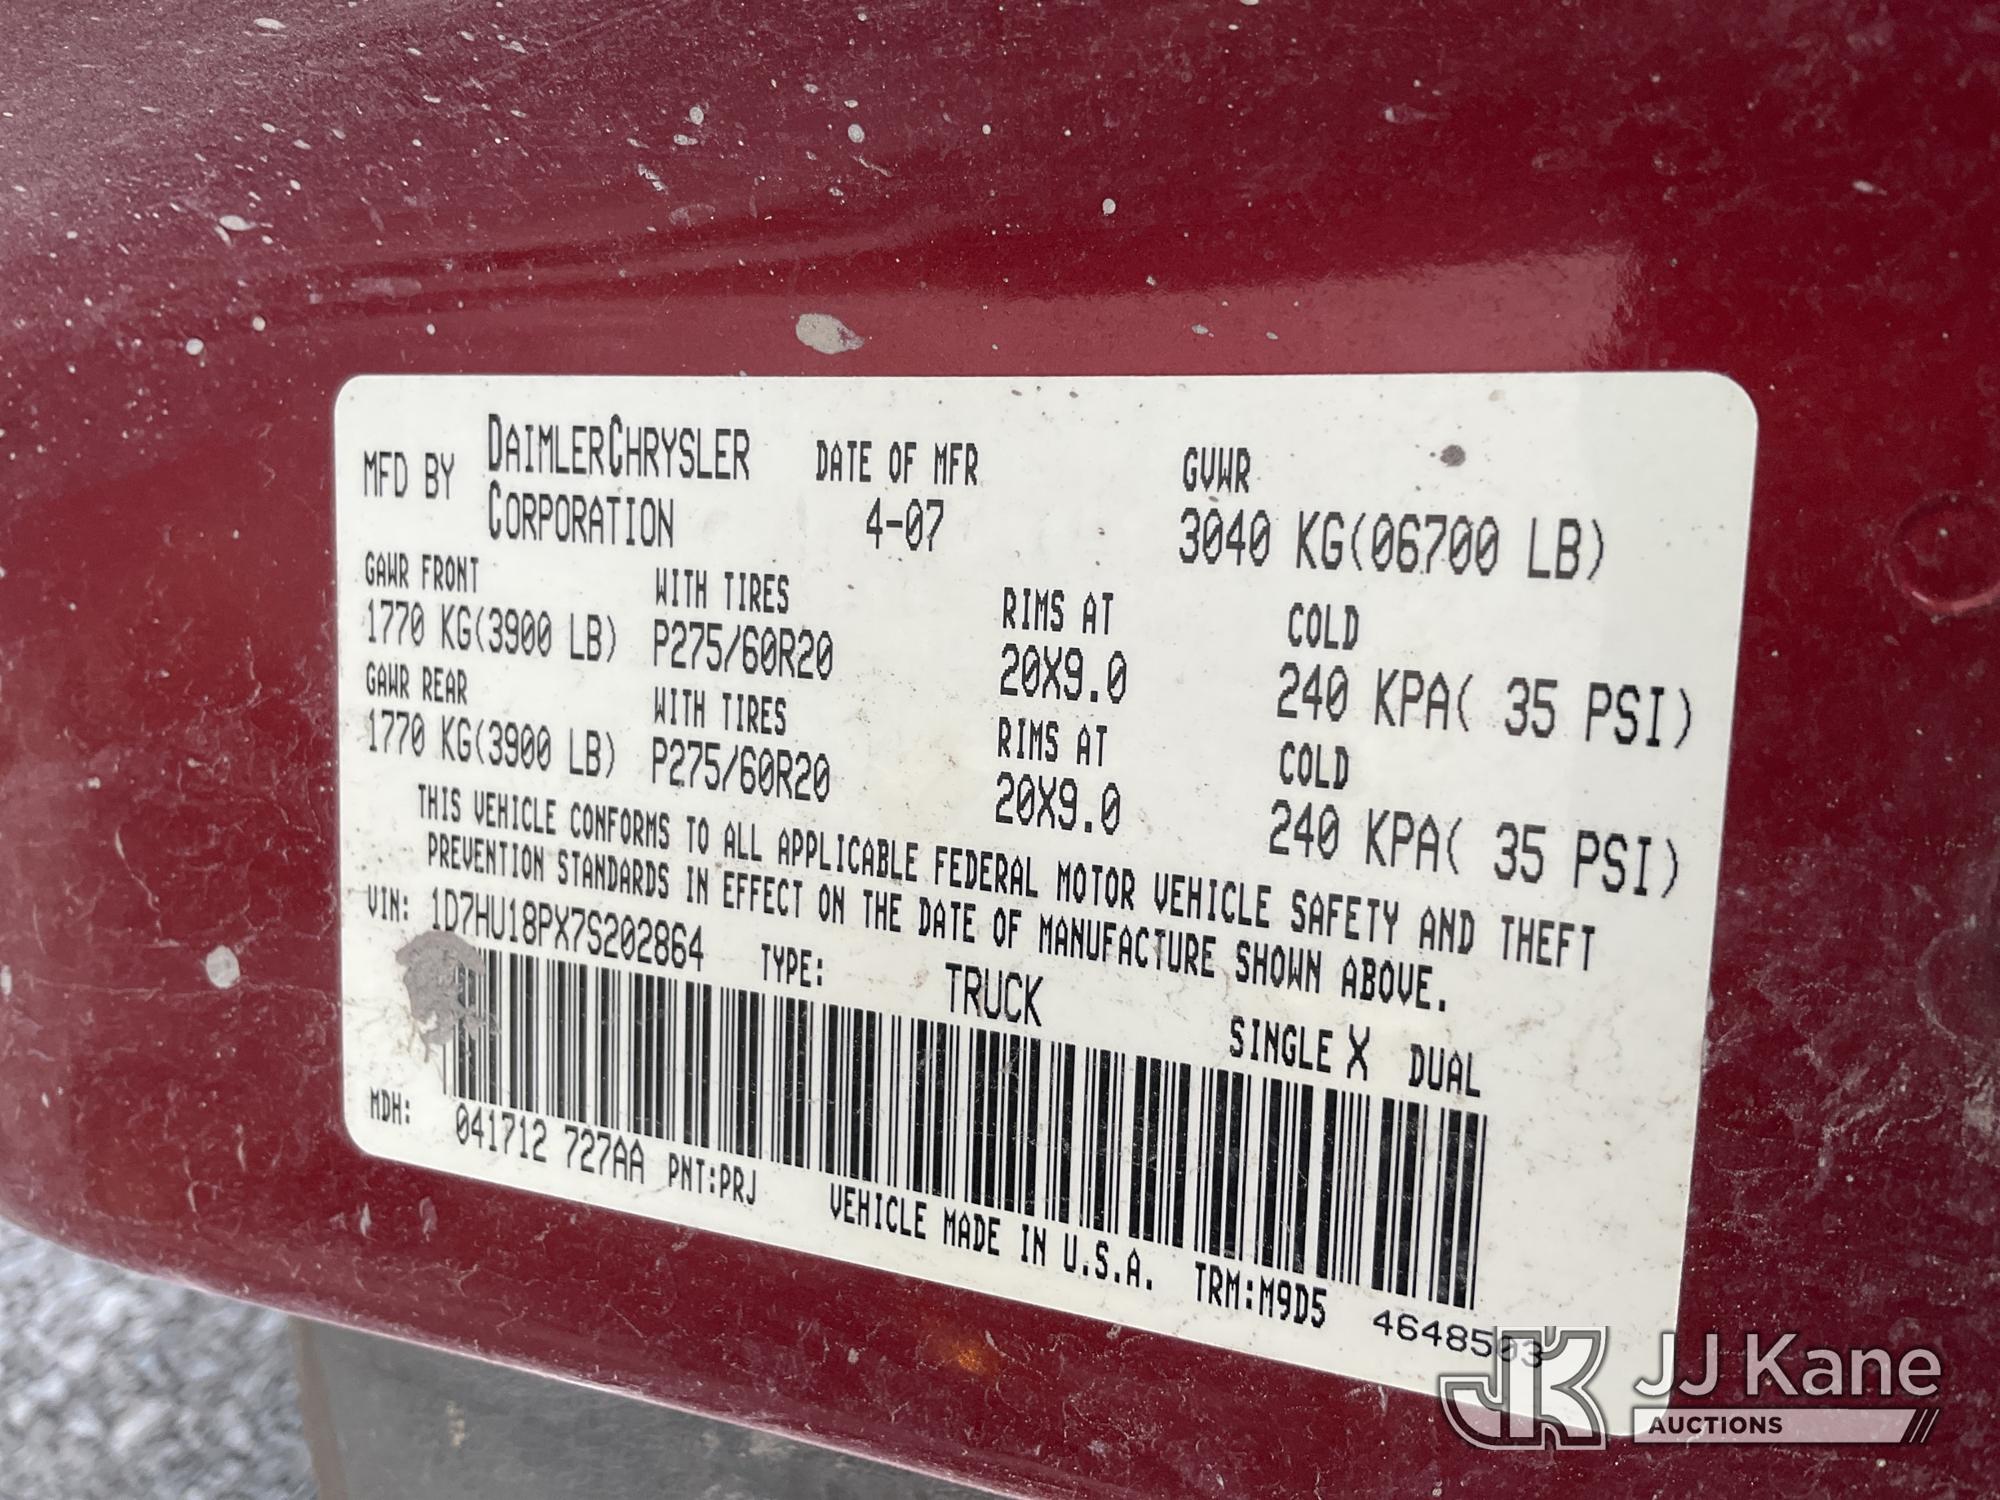 MFD BY DAIMLERCHRYSLER CORPORATION
DATE OF MFR
4-07
GVWR
3040 KG(06700 LB)
GAWR FRONT WITH TIRES RIMS AT COLD
1770 KG(3900 LB) P275/60R20 20X9.0 240 KPA( 35 PSI)
GAWR REAR WITH TIRES RIMS AT COLD
1770 KG(3900 LB) P275/60R20 20X9.0 240 KPA( 35 PSI)
THIS VEHICLE CONFORMS TO ALL APPLICABLE FEDERAL MOTOR VEHICLE SAFETY AND THEFT
PREVENTION STANDARDS IN EFFECT ON THE DATE OF MANUFACTURE SHOWN ABOVE.
VIN: 1D7HU18PX7S202864 TYPE: TRUCK SINGLE X DUAL
MDH: 041712 727AA PNT:PRJ VEHICLE MADE IN U.S.A. TRM:M9D5 4648503
JK JJ Kane
AUCTIONS